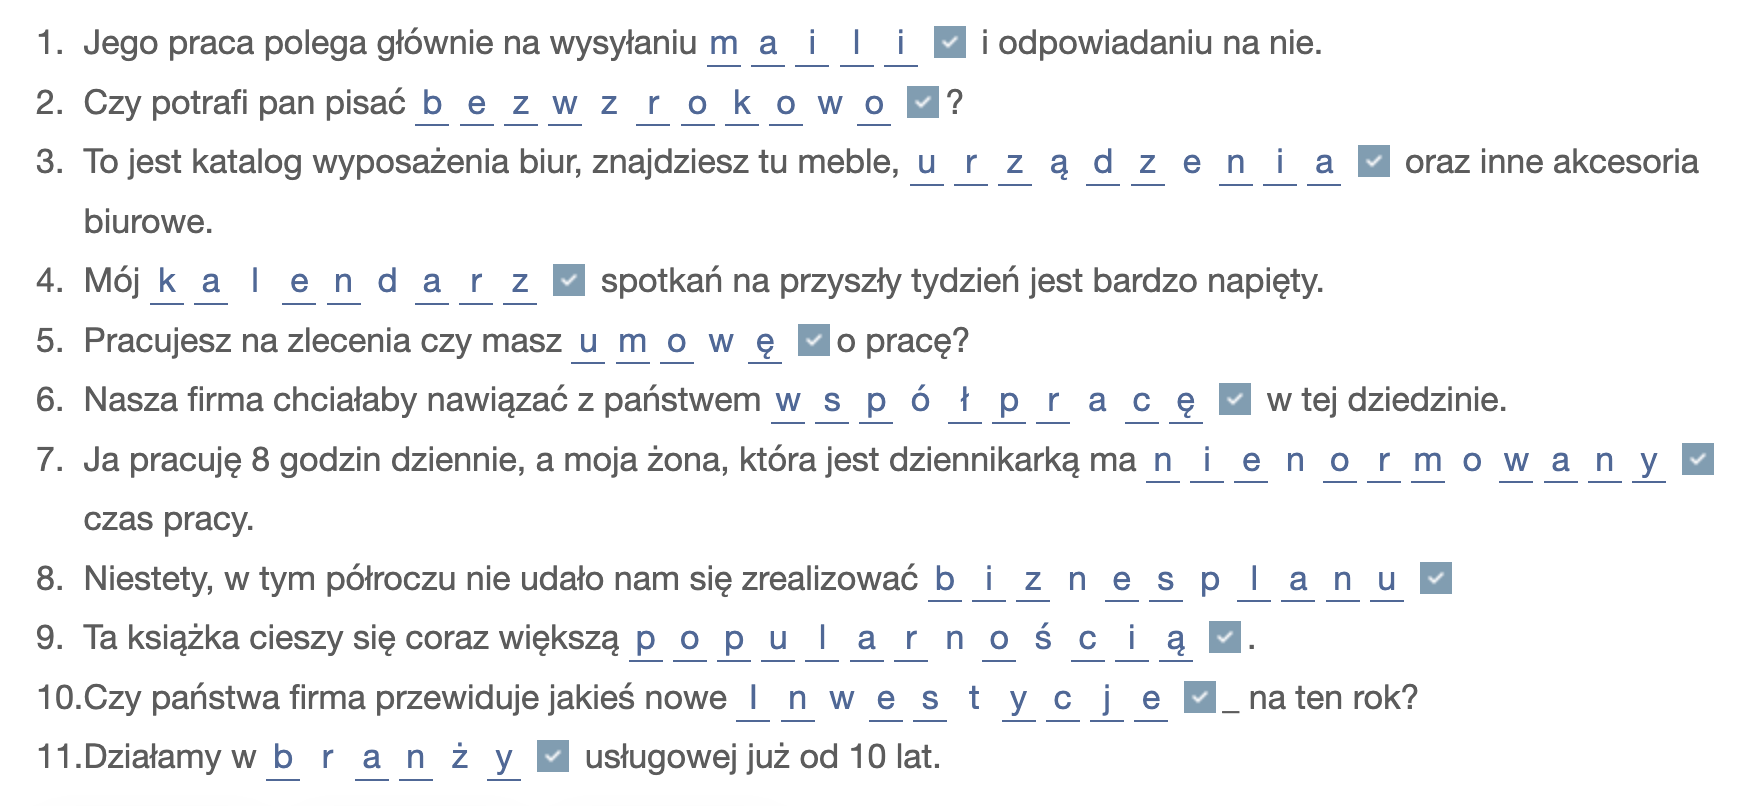 1. Jego praca polega głównie na wysyłaniu m a i l i ✓ i odpowiadaniu na nie.
2. Czy potrafi pan pisać b e z w z r o k o w o ✓ ?
3. To jest katalog wyposażenia biur, znajdziesz tu meble, u r z ą d z e n i a ✓ oraz inne akcesoria
biurowe.
4. Mój k a l e n d a r z ✓ spotkań na przyszły tydzień jest bardzo napięty.
5. Pracujesz na zlecenia czy masz u m o w ę ✓ o pracę?
6. Nasza firma chciałaby nawiązać z państwem w s p ó ł p r a c ę ✓ w tej dziedzinie.
7. Ja pracuję 8 godzin dziennie, a moja żona, która jest dziennikarką ma n i e n o r m o w a n y ✓
czas pracy.
8. Niestety, w tym półroczu nie udało nam się zrealizować b i z n e s p l a n u ✓
9. Ta książka cieszy się coraz większą p o p u l a r n o ś c i ą ✓ .
10.Czy państwa firma przewiduje jakieś nowe I n w e s t y c j e ✓ _ na ten rok?
11.Działamy w b r a n ż y ✓ usługowej już od 10 lat.